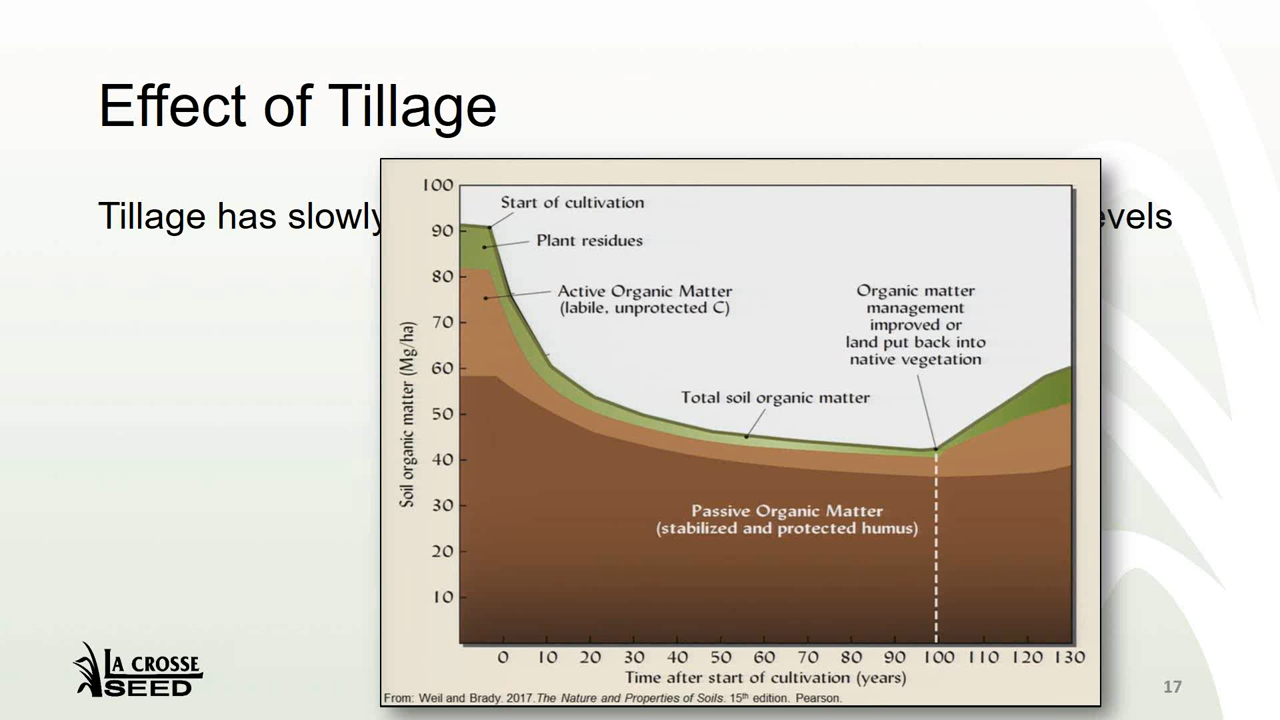 Effect of Tillage
Tillage has slowly
evels
100
90
80
70
60
50
40
30
20
10
Soil organic matter (Mg/ha)
Start of cultivation
Plant residues
Active Organic Matter
(labile, unprotected C)
Organic matter
management
improved or
land put back into
native vegetation
Total soil organic matter
Passive Organic Matter
(stabilized and protected humus)
0 10 20 30 40 50 60 70 80 90 100 110 120 130
Time after start of cultivation (years)
From: Weil and Brady. 2017.The Nature and Properties of Soils. 15th edition. Pearson.
LA CROSSE
SEED
17